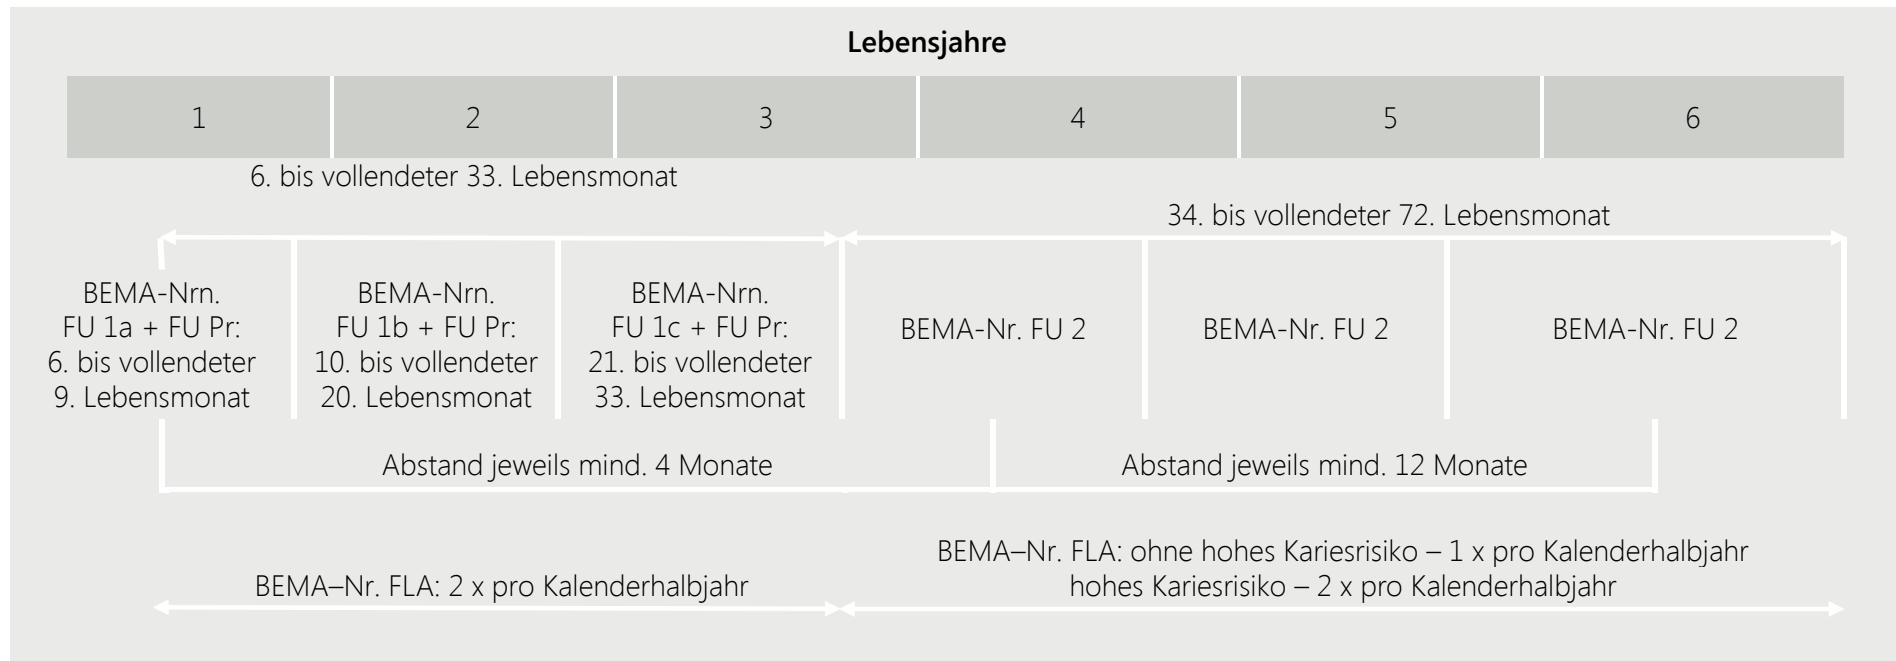 Lebensjahre
1
2
3
4
5
6
6. bis vollendeter 33. Lebensmonat
34. bis vollendeter 72. Lebensmonat
BEMA-Nrn.
FU 1a + FU Pr:
6. bis vollendeter
9. Lebensmonat
BEMA-Nrn.
FU 1b + FU Pr:
10. bis vollendeter
20. Lebensmonat
BEMA-Nrn.
FU 1c + FU Pr:
21. bis vollendeter
33. Lebensmonat
BEMA-Nr. FU 2
BEMA-Nr. FU 2
BEMA-Nr. FU 2
Abstand jeweils mind. 4 Monate
Abstand jeweils mind. 12 Monate
BEMA–Nr. FLA: 2 x pro Kalenderhalbjahr
BEMA–Nr. FLA: ohne hohes Kariesrisiko – 1 x pro Kalenderhalbjahr
hohes Kariesrisiko – 2 x pro Kalenderhalbjahr